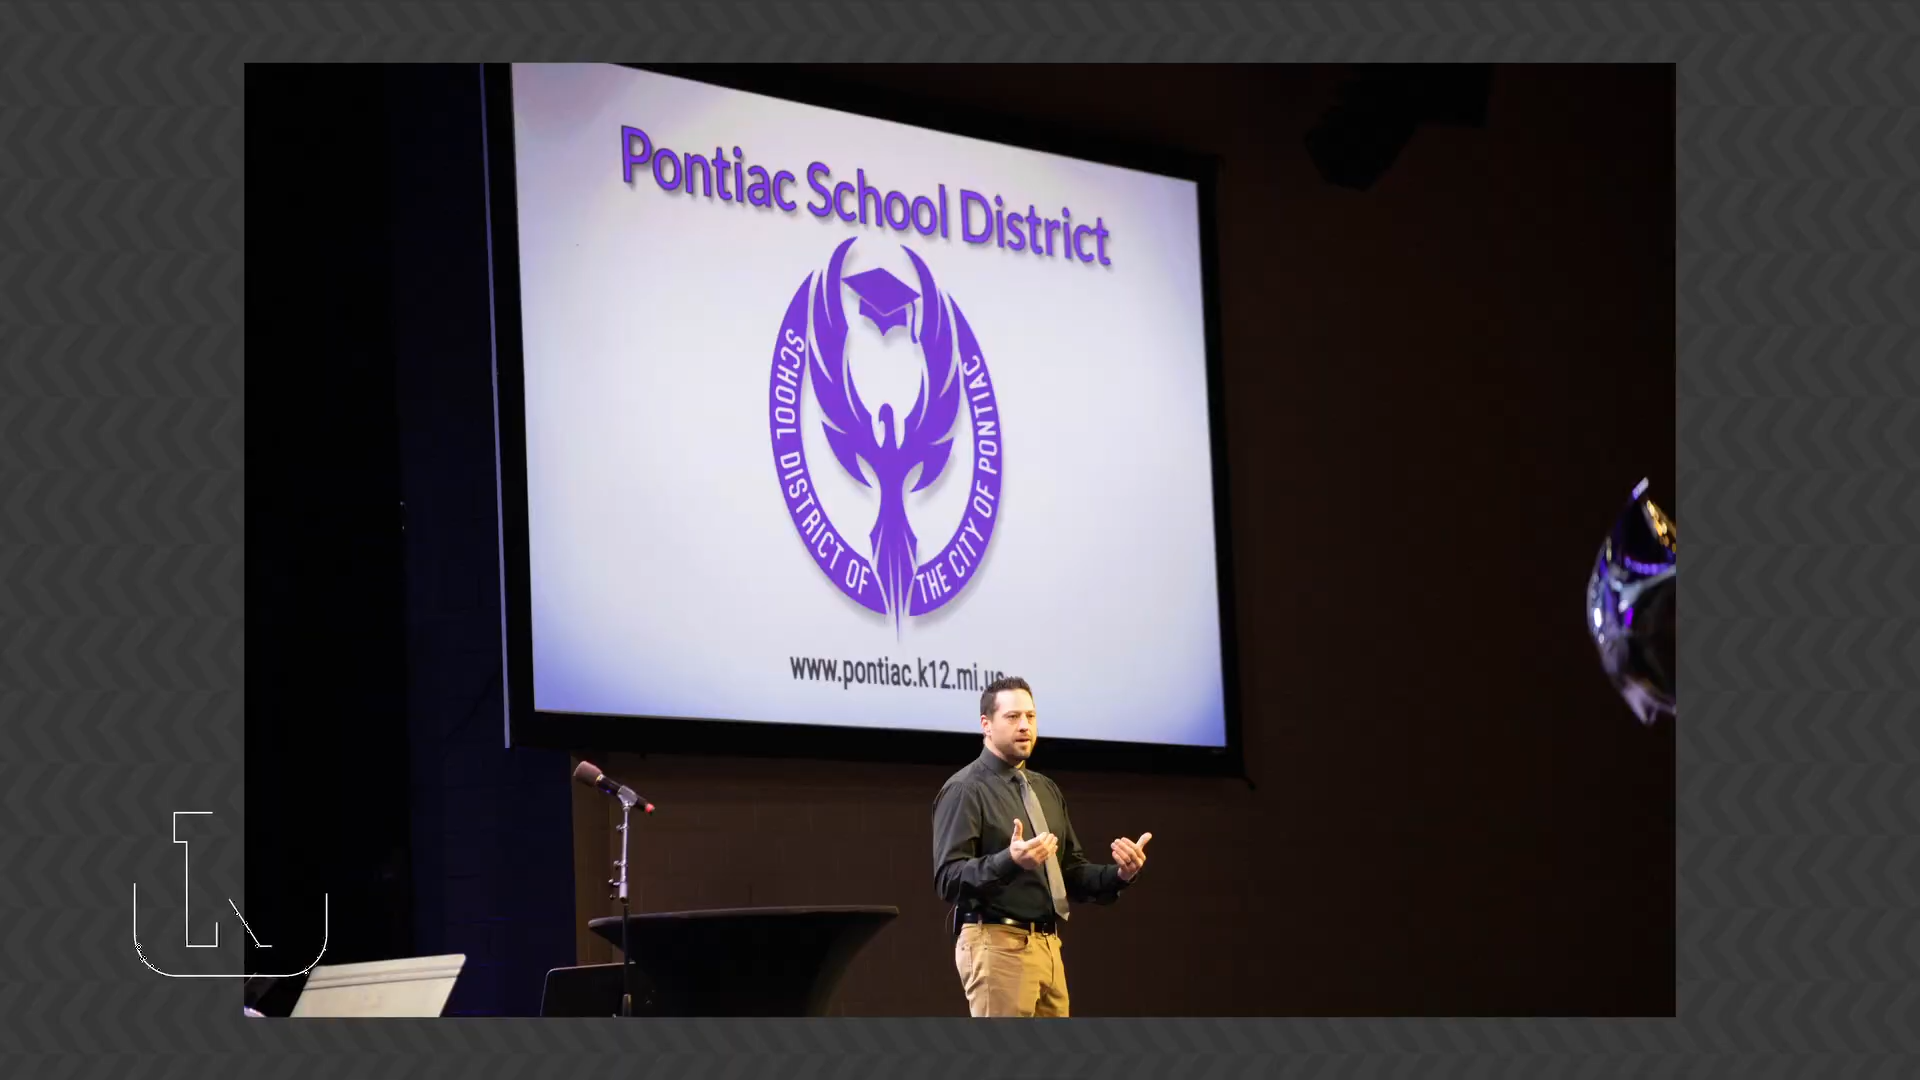 Pontiac School District
SCHOOL DISTRICT OF THE CITY OF PONTIAC
www.pontiac.k12.mi.us